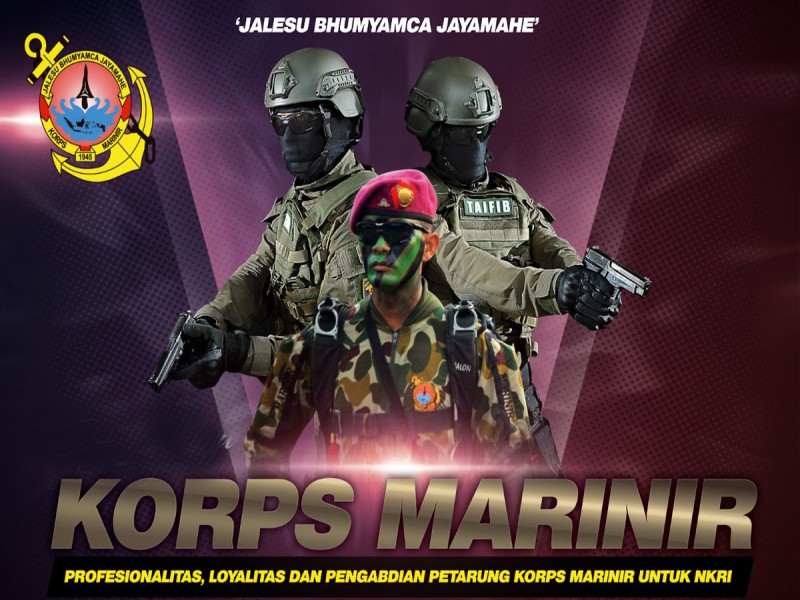 'JALESU BHUMYAMCA JAYAMAHE'
JALESU BHUMYAMCA JAYAMAHE
KORPS MARINIR
1945
TAIFIB
KORPS MARINIR
PROFESIONALITAS, LOYALITAS DAN PENGABDIAN PETARUNG KORPS MARINIR UNTUK NKRI